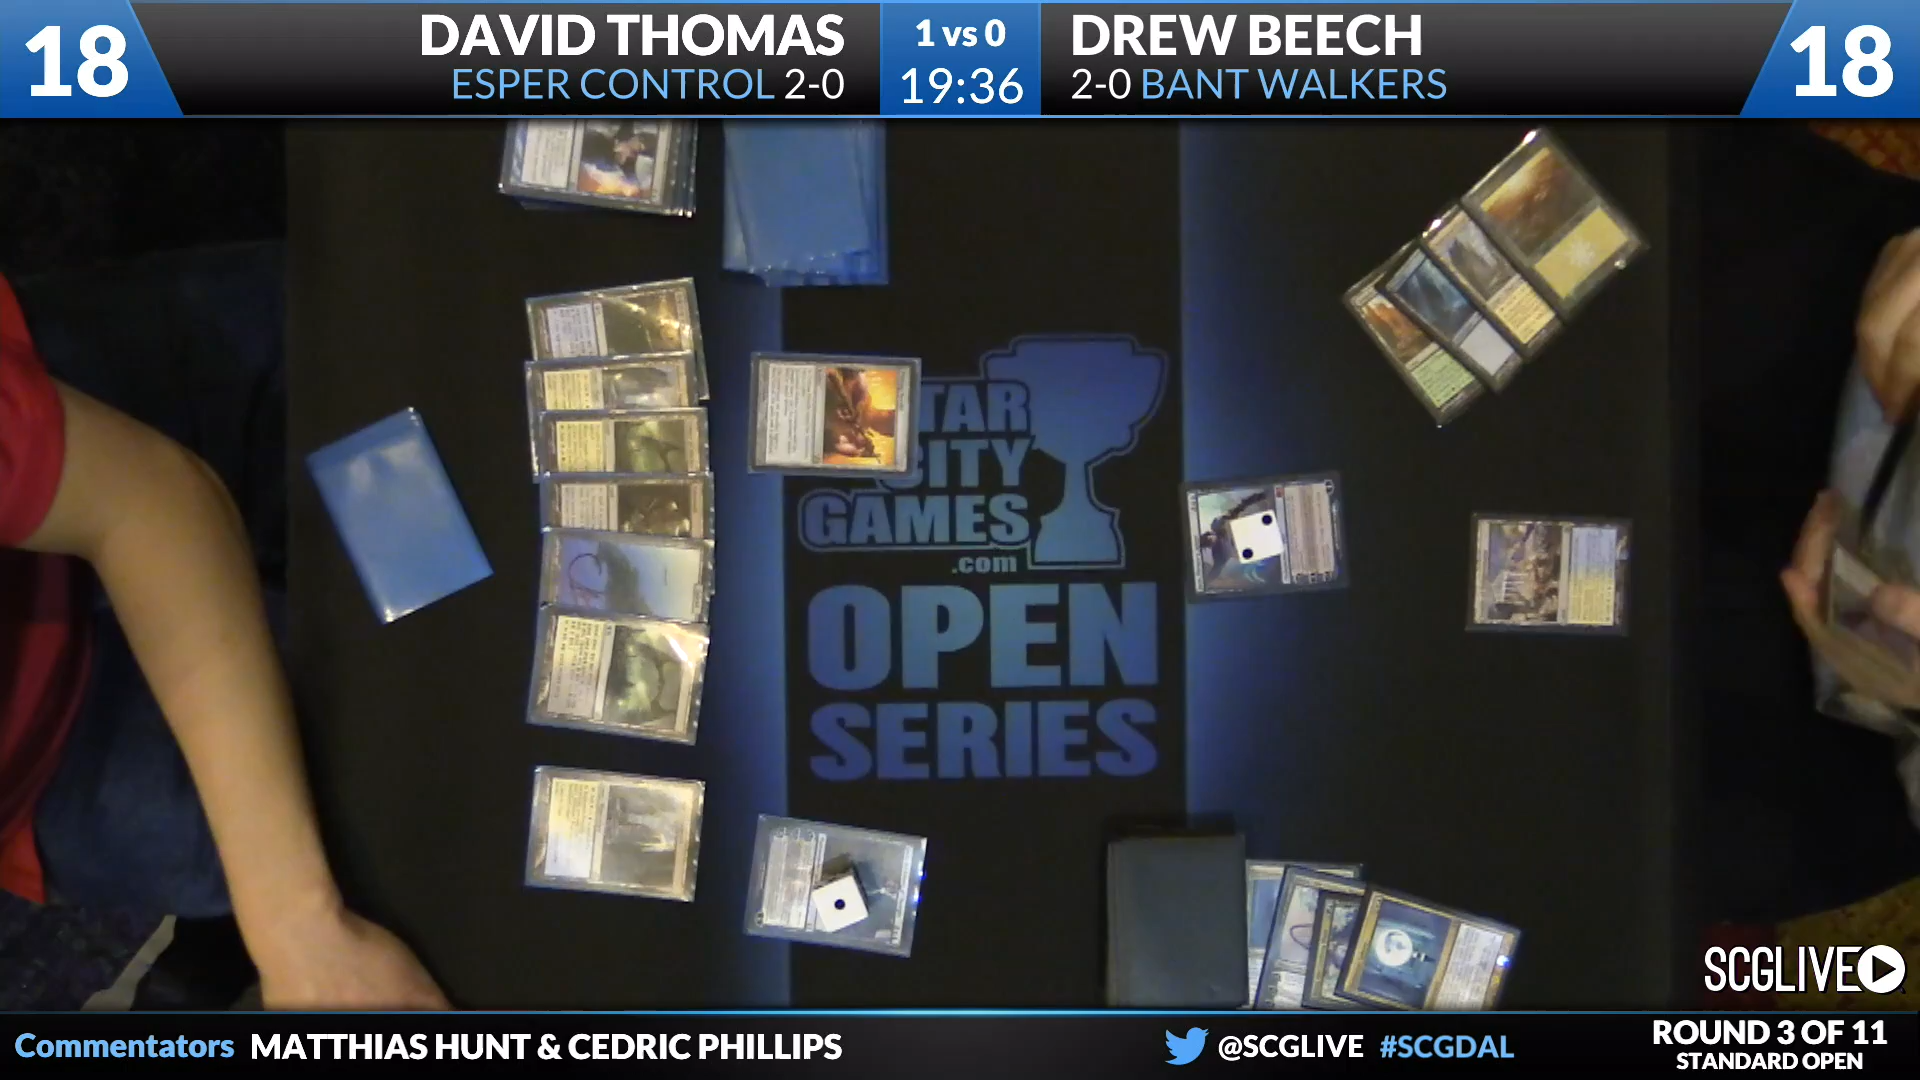 18
DAVID THOMAS
ESPER CONTROL 2-0
1 vs 0
19:36
DREW BEECH
2-0 BANT WALKERS
18
TAR
CITY
GAMES
.com
OPEN
SERIES
SCGLIVE
Commentators MATTHIAS HUNT & CEDRIC PHILLIPS
@SCGLIVE #SCGDAL
ROUND 3 OF 11
STANDARD OPEN